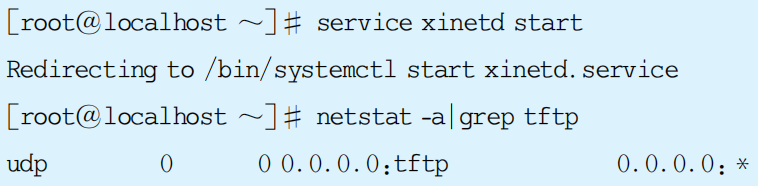 [root@localhost ~]# service xinetd start
Redirecting to /bin/systemctl start xinetd.service
[root@localhost ~]# netstat -a|grep tftp
udp 0 0 0.0.0.0:tftp 0.0.0.0: *